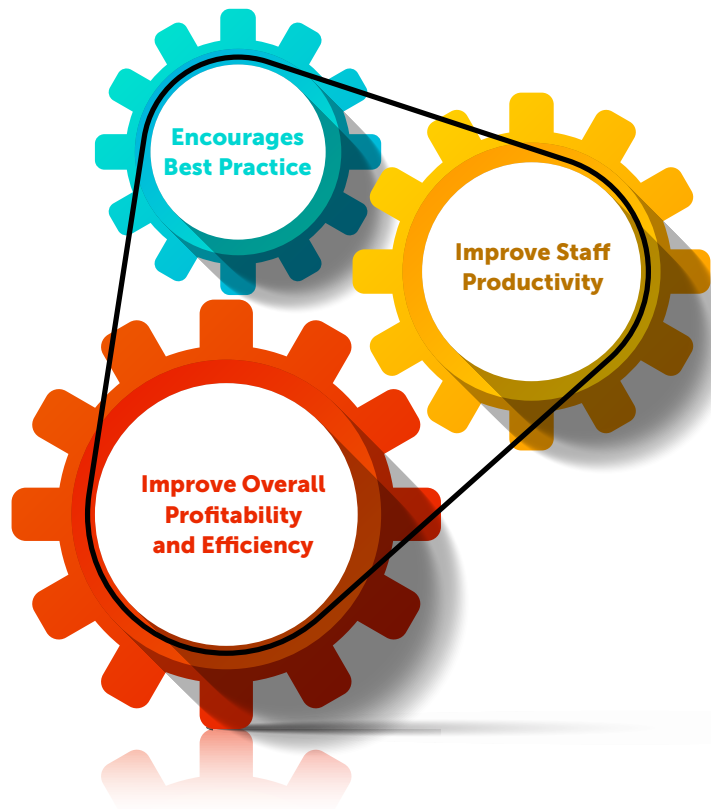 Encourages
Best Practice
Improve Staff
Productivity
Improve Overall
Profitability
and Efficiency